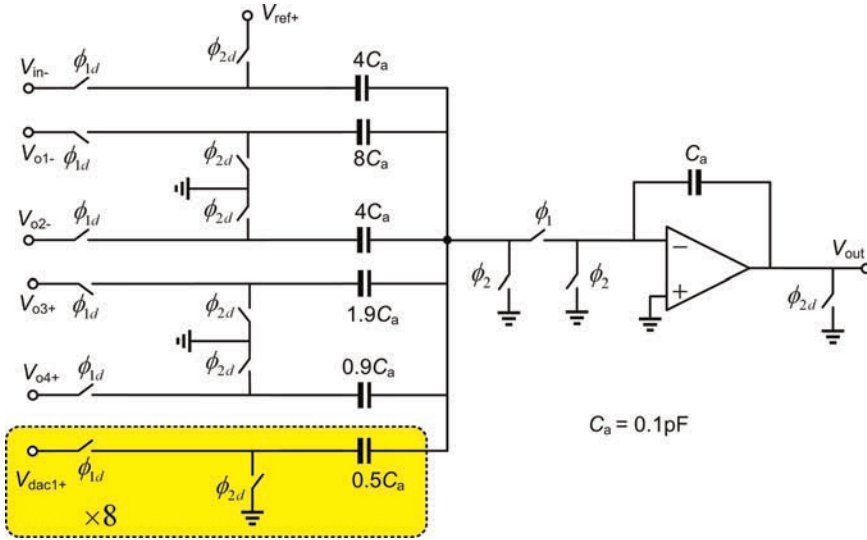 V_ref+
ϕ_2d
V_in-
ϕ_1d
4C_a
V_o1-
ϕ_1d
ϕ_2d
8C_a
C_a
V_o2-
ϕ_1d
ϕ_2d
4C_a
ϕ_1
−
V_out
ϕ_2
ϕ_2
+
ϕ_2d
V_o3+
ϕ_1d
ϕ_2d
1.9C_a
V_o4+
ϕ_1d
ϕ_2d
0.9C_a
C_a = 0.1pF
V_dac1+
ϕ_1d
ϕ_2d
0.5C_a
×8